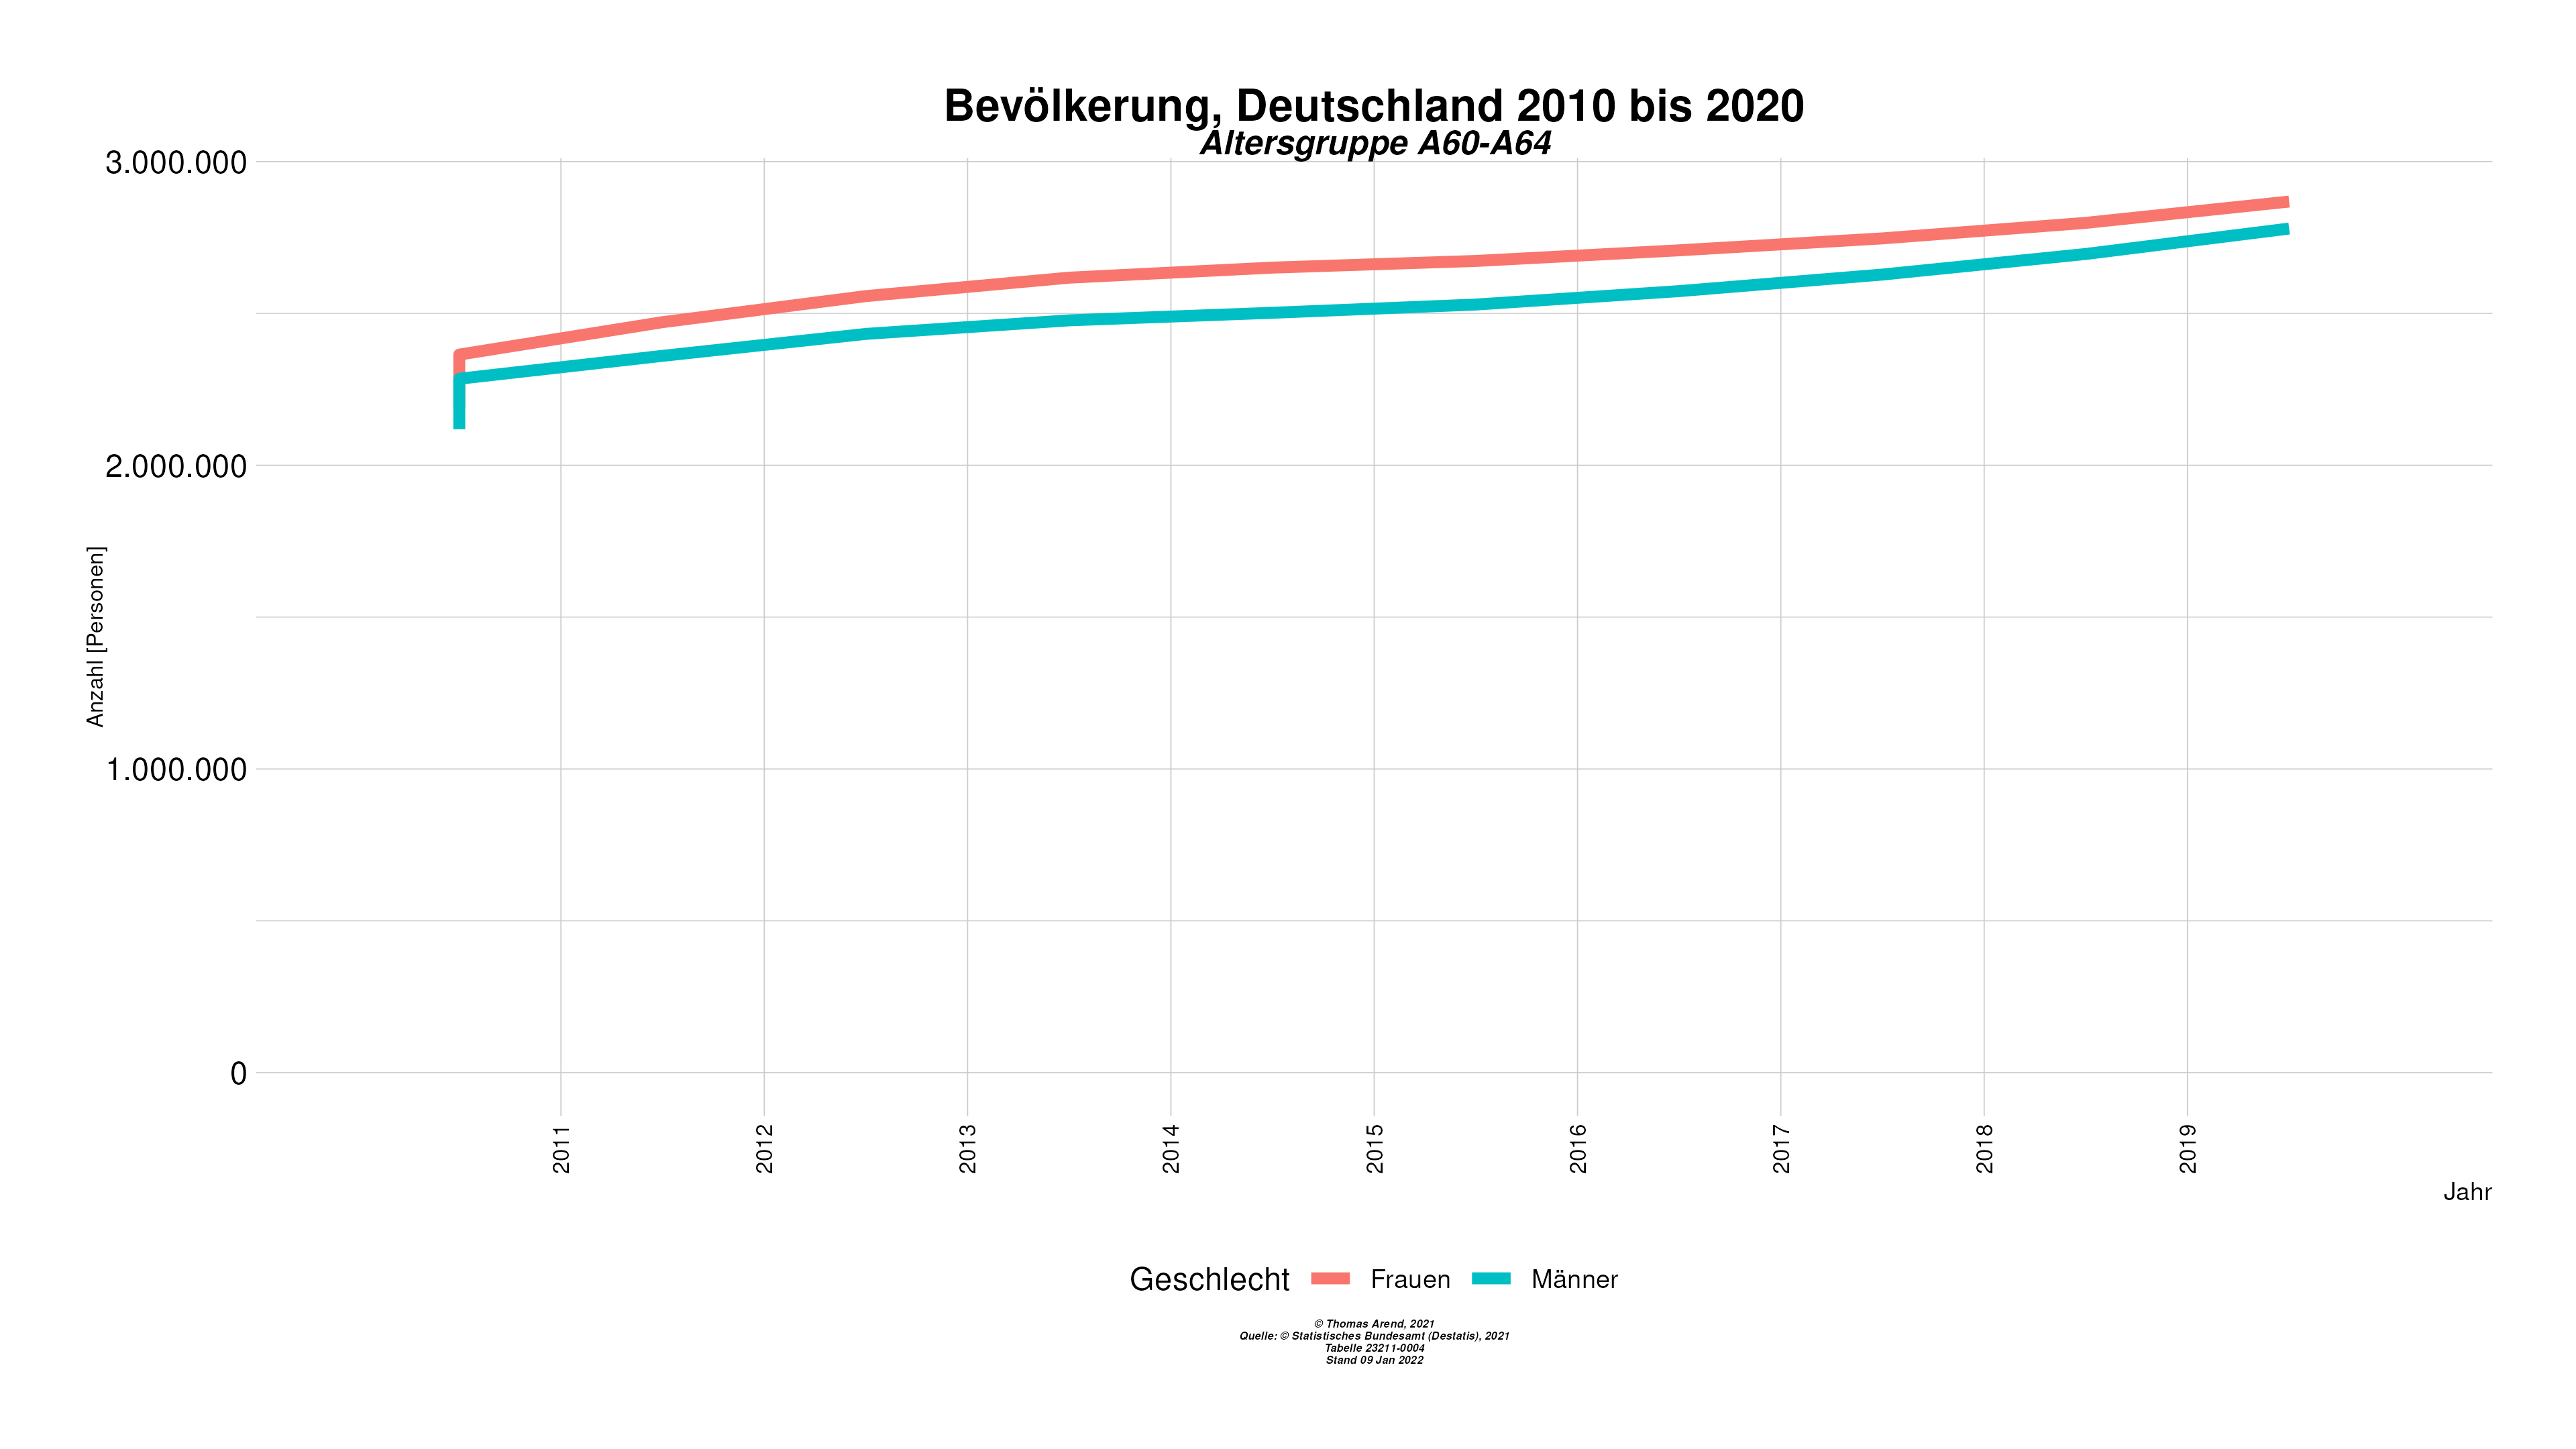 Bevölkerung, Deutschland 2010 bis 2020
Altersgruppe A60-A64
3.000.000
2.000.000
1.000.000
0
Anzahl [Personen]
2011
2012
2013
2014
2015
2016
2017
2018
2019
Jahr
Geschlecht Frauen Männer
© Thomas Arend, 2021
Quelle: © Statistisches Bundesamt (Destatis), 2021
Tabelle 23211-0004
Stand 09 Jan 2022